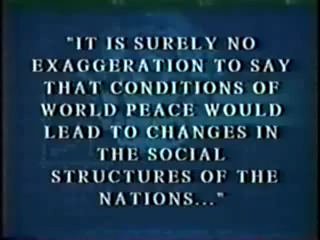 "IT IS SURELY NO
EXAGGERATION TO SAY
THAT CONDITIONS OF
WORLD PEACE WOULD
LEAD TO CHANGES IN
THE SOCIAL
STRUCTURES OF THE
NATIONS..."